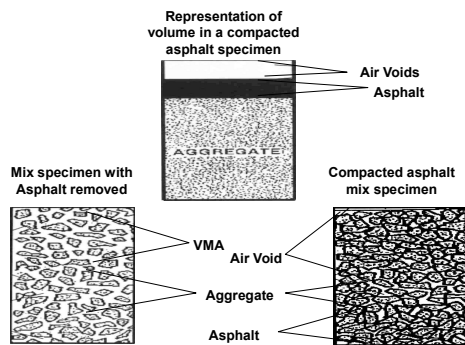 Representation of
volume in a compacted
asphalt specimen
Air Voids
Asphalt
AGGREGATE
Mix specimen with
Asphalt removed
Compacted asphalt
mix specimen
VMA
Air Void
Aggregate
Asphalt